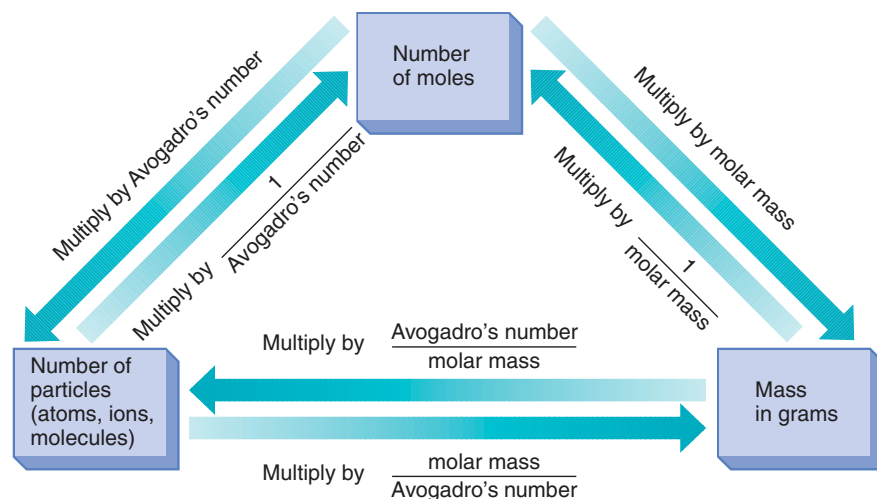 Number
of moles
Multiply by Avogadro's number
Multiply by 1
Avogadro's number
Multiply by molar mass
Multiply by 1
molar mass
Number of
particles
(atoms, ions,
molecules)
Multiply by Avogadro's number
molar mass
Mass
in grams
Multiply by molar mass
Avogadro's number